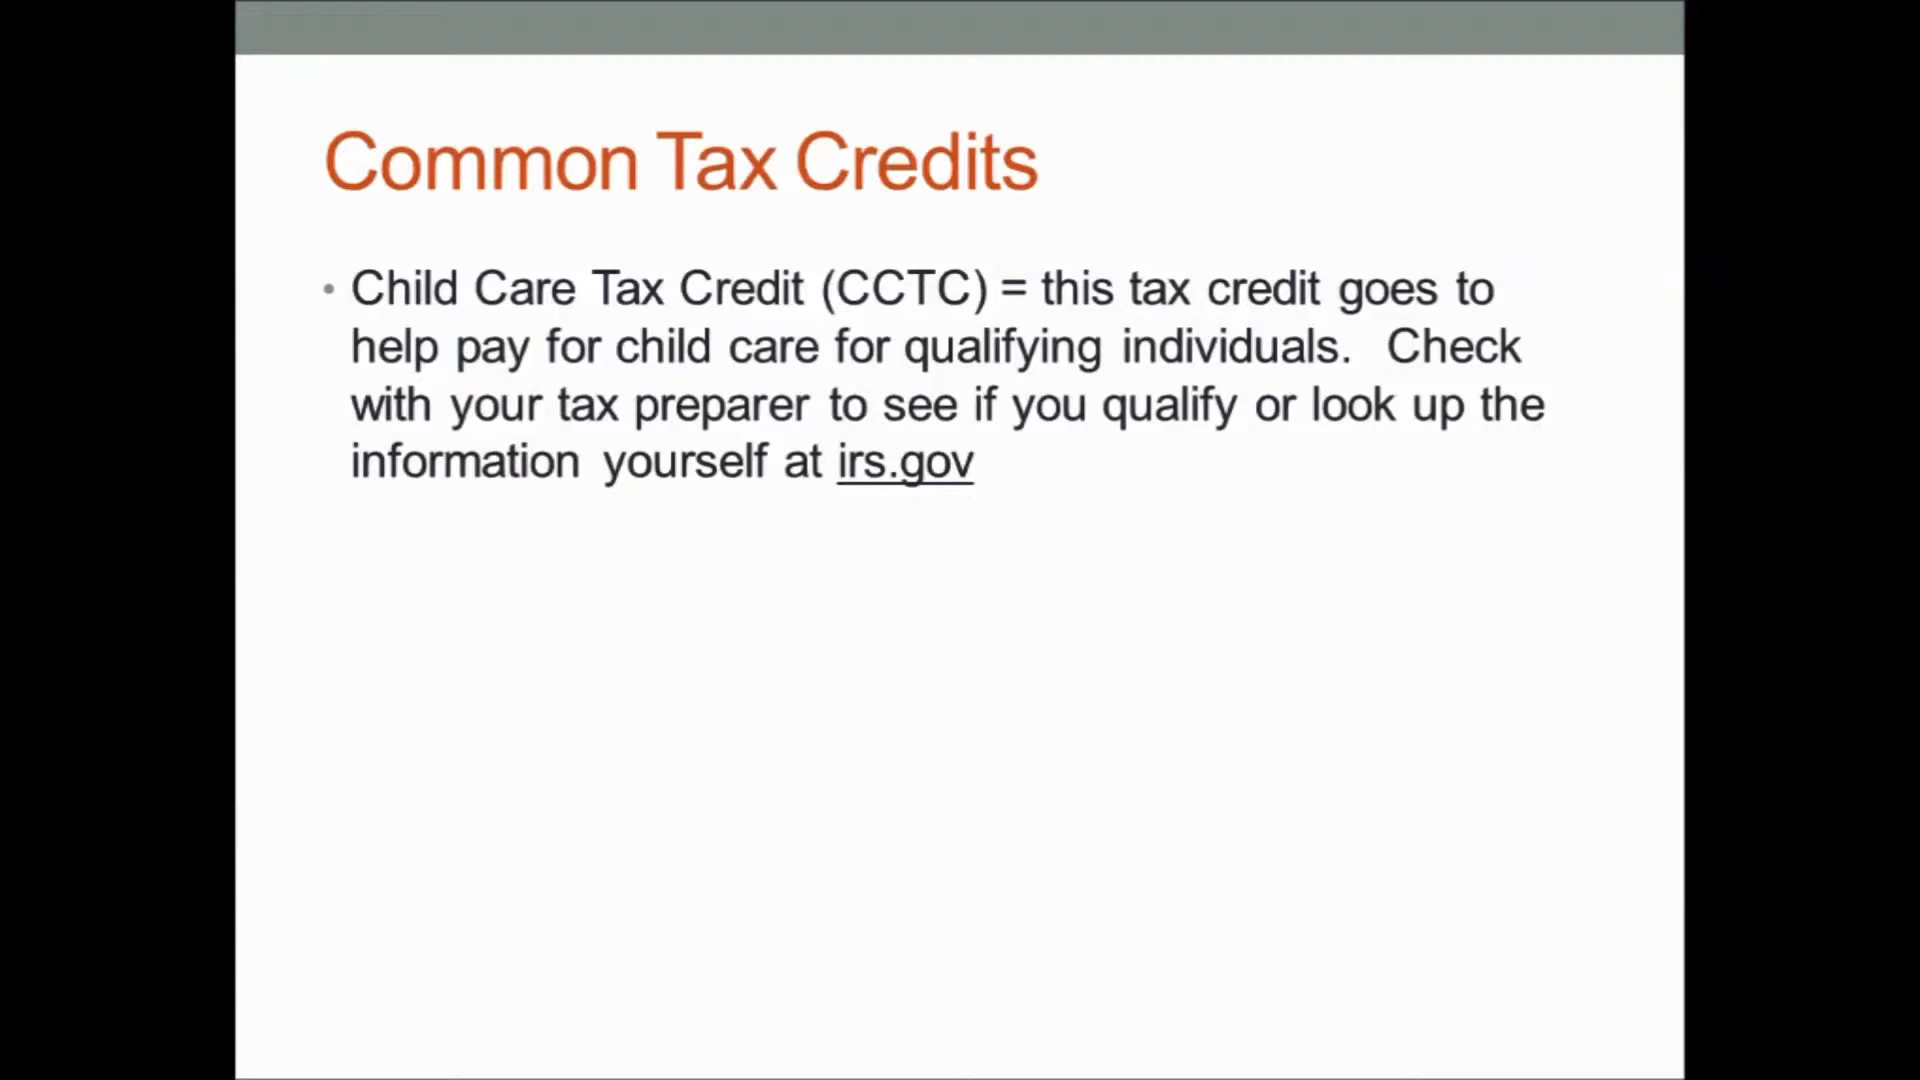 Common Tax Credits
• Child Care Tax Credit (CCTC) = this tax credit goes to
help pay for child care for qualifying individuals. Check
with your tax preparer to see if you qualify or look up the
information yourself at irs.gov